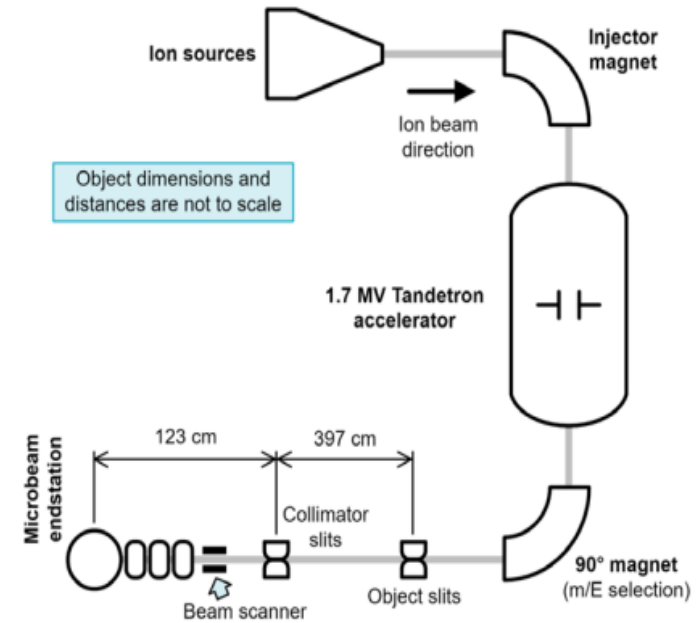 Ion sources
Injector
magnet
Ion beam
direction
Object dimensions and
distances are not to scale
1.7 MV Tandetron
accelerator
Microbeam
endstation
123 cm
397 cm
Collimator
slits
Object slits
Beam scanner
90° magnet
(m/E selection)